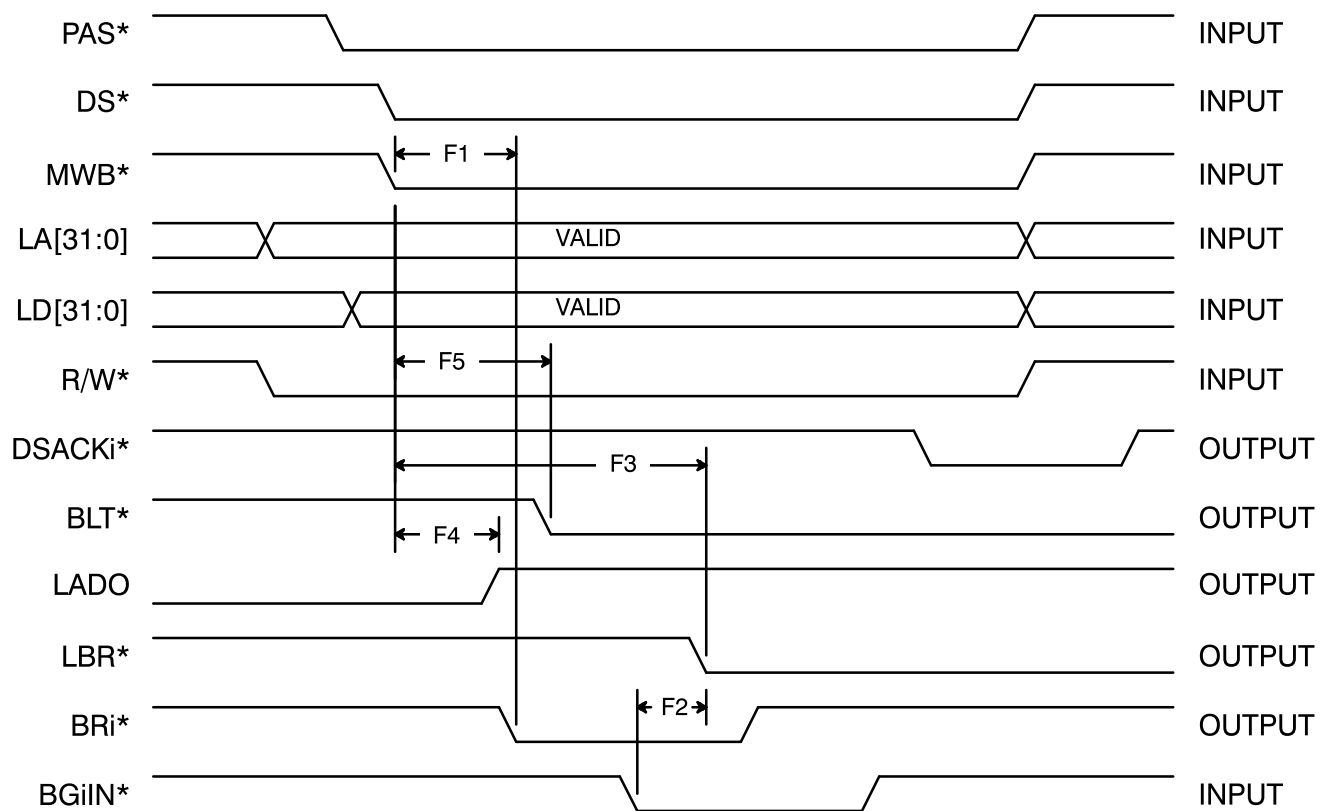 PAS* INPUT
DS* INPUT
F1
MWB* INPUT
LA[31:0] VALID INPUT
LD[31:0] VALID INPUT
F5
R/W* INPUT
DSACKi* OUTPUT
F3
BLT* OUTPUT
F4
LADO OUTPUT
LBR* OUTPUT
F2
BRi* OUTPUT
BGiIN* INPUT